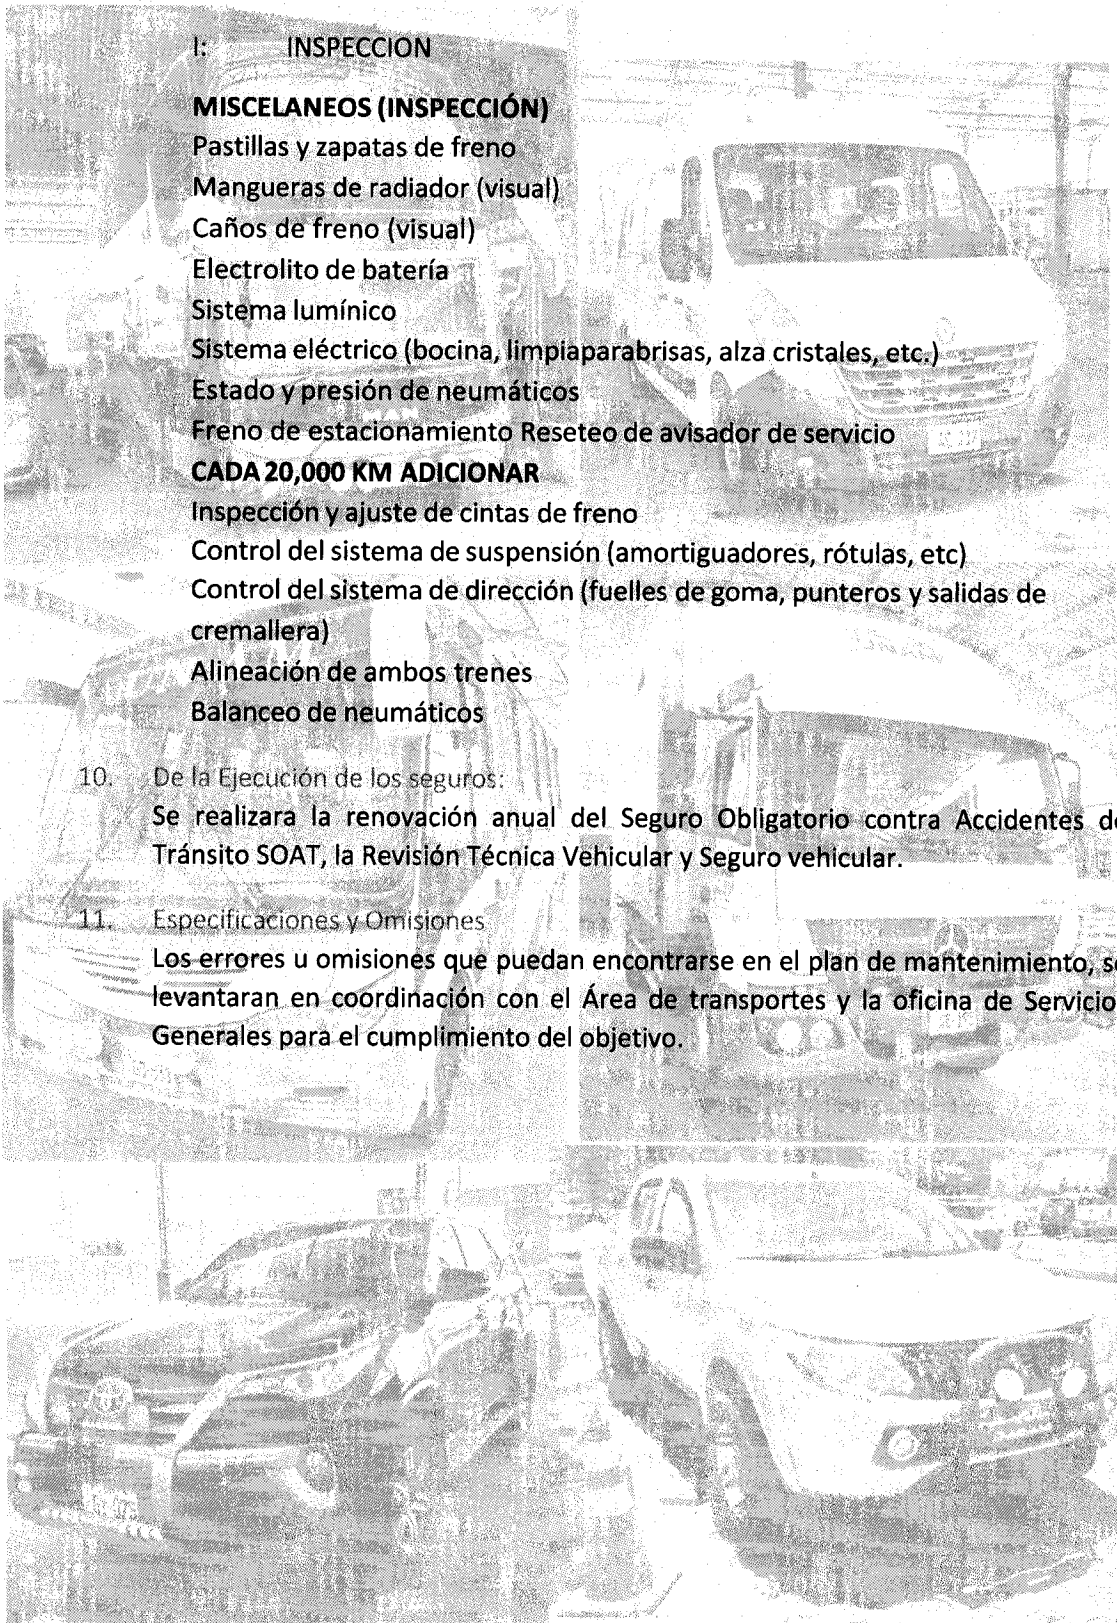 I: INSPECCION
MISCELANEOS (INSPECCIÓN)
Pastillas y zapatas de freno
Mangueras de radiador (visual)
Caños de freno (visual)
Electrolito de batería
Sistema lumínico
Sistema eléctrico (bocina, limpiaparabrisas, alza cristales, etc.)
Estado y presión de neumáticos
Freno de estacionamiento Reseteo de avisador de servicio
CADA 20,000 KM ADICIONAR
Inspección y ajuste de cintas de freno
Control del sistema de suspensión (amortiguadores, rótulas, etc)
Control del sistema de dirección (fuelles de goma, punteros y salidas de
cremallera)
Alineación de ambos trenes
Balanceo de neumáticos
10. De la Ejecución de los seguros:
Se realizara la renovación anual del Seguro Obligatorio contra Accidentes d
Tránsito SOAT, la Revisión Técnica Vehicular y Seguro vehicular.
11. Especificaciones y Omisiones
Los errores u omisiones que puedan encontrarse en el plan de mantenimiento, s
levantaran en coordinación con el Área de transportes y la oficina de Servicio
Generales para el cumplimiento del objetivo.
MAN